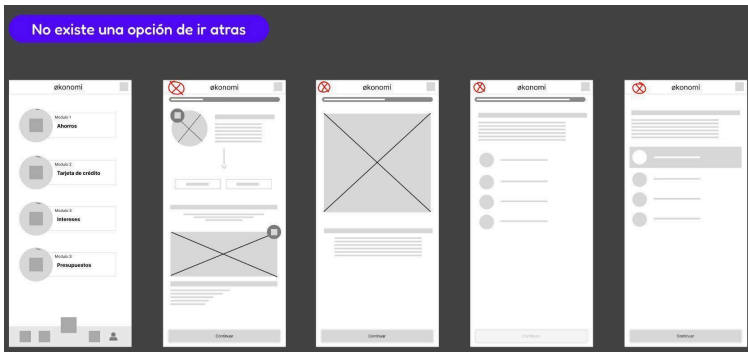 No existe una opción de ir atras
økonomi
Modulo 1
Ahorros
Modulo 2
Tarjeta de crédito
Modulo 3
Intereses
Modulo 3
Presupuestos
økonomi
Continuar
økonomi
Continuar
økonomi
Continuar
økonomi
Continuar